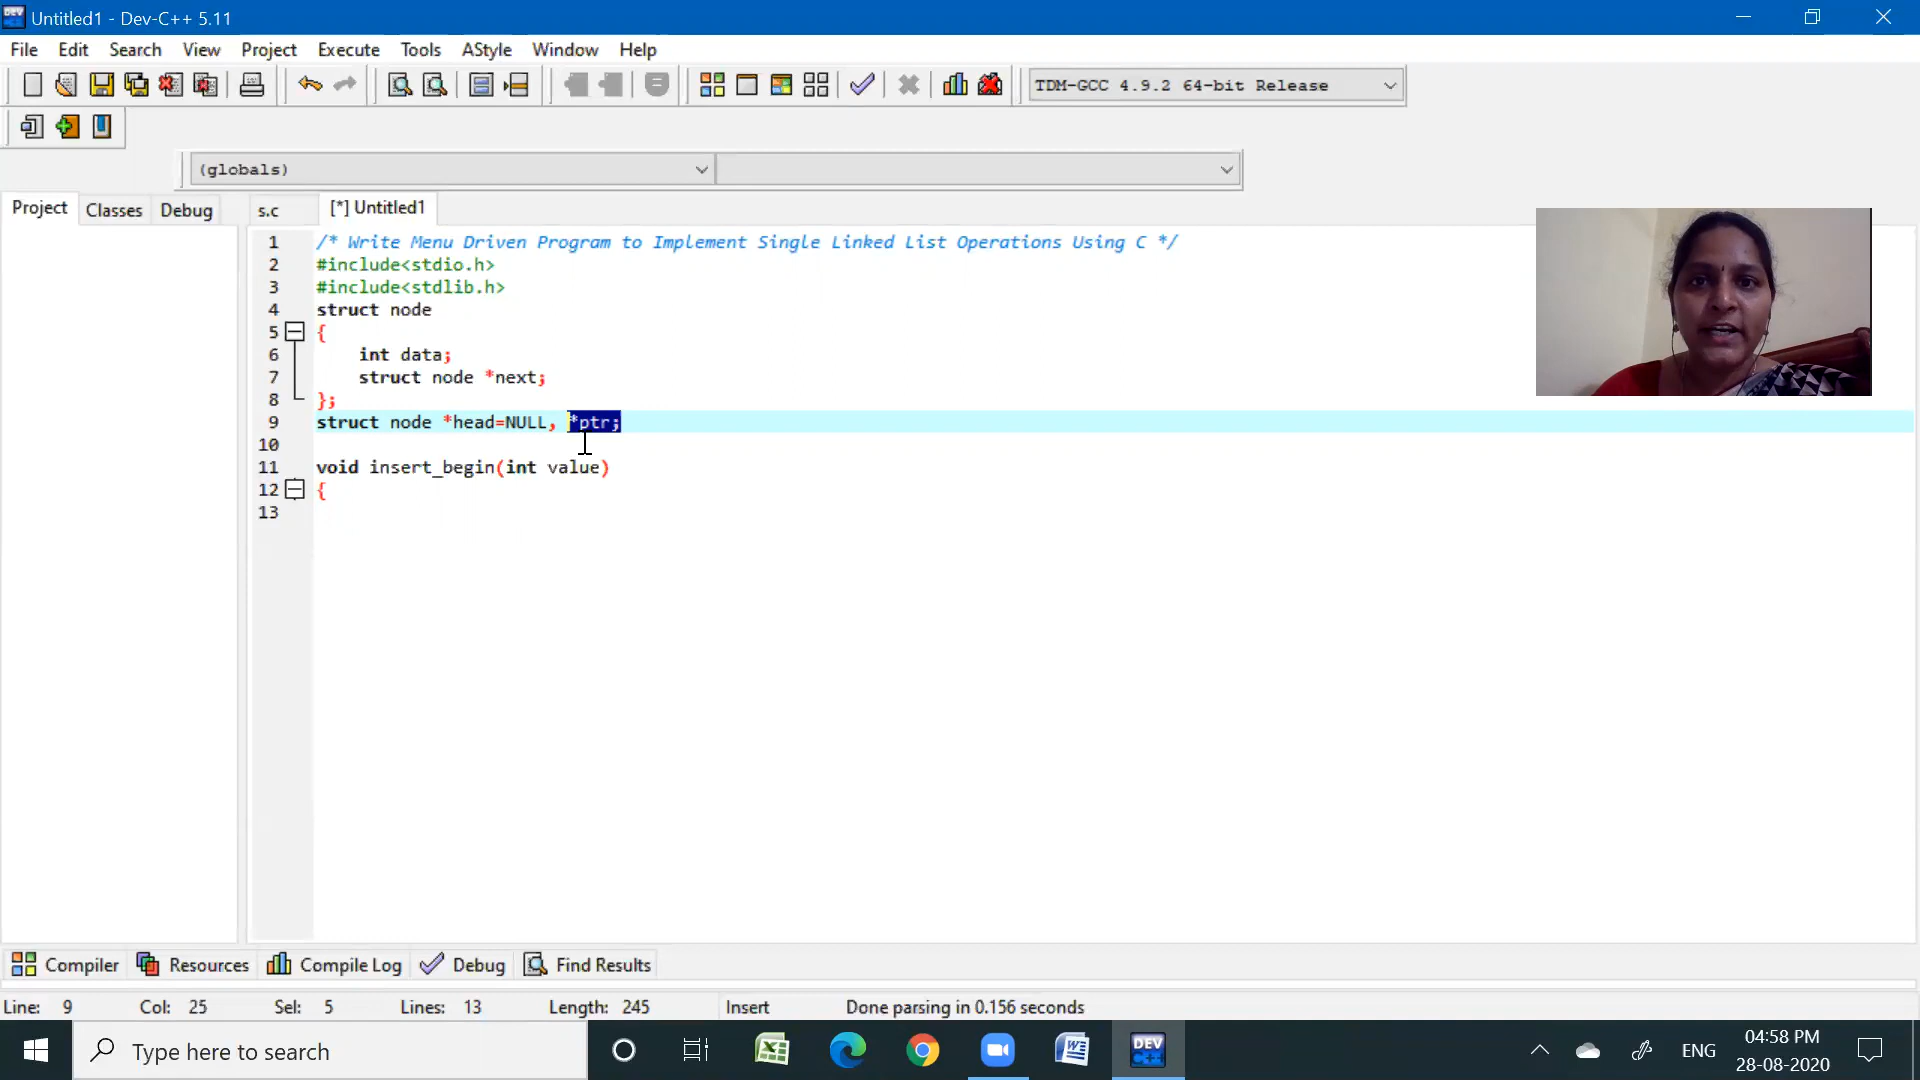 Untitled1 - Dev-C++ 5.11
File Edit Search View Project Execute Tools AStyle Window Help
TDM-GCC 4.9.2 64-bit Release
(globals)
Project Classes Debug s.c [*] Untitled1
1 /* Write Menu Driven Program to Implement Single Linked List Operations Using C */
2 #include<stdio.h>
3 #include<stdlib.h>
4 struct node
5 {
6 int data;
7 struct node *next;
8 };
9 struct node *head=NULL, *ptr;
10
11 void insert_begin(int value)
12 {
13
Compiler Resources Compile Log Debug Find Results
Line: 9 Col: 25 Sel: 5 Lines: 13 Length: 245 Insert Done parsing in 0.156 seconds
Type here to search
DEV C++
ENG
04:58 PM
28-08-2020